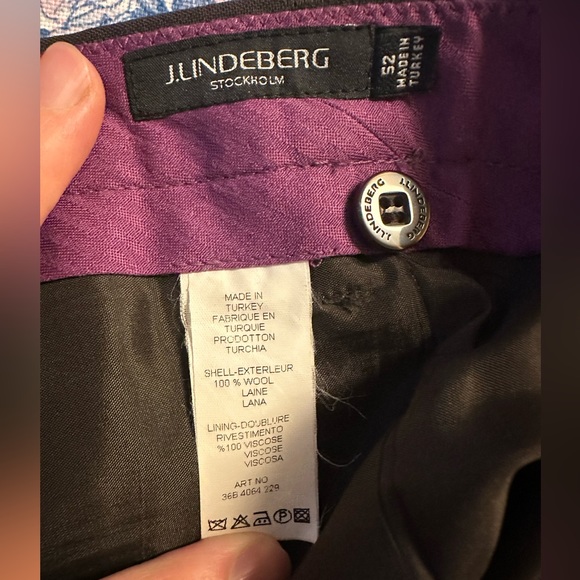 J.LINDEBERG
STOCKHOLM
52
MADE IN
TURKEY
J.LINDEBERG
J.LINDEBERG
MADE IN
TURKEY
FABRIQUE EN
TURQUIE
PRODOTTON
TURCHIA
SHELL-EXTERLEUR
100 % WOOL
LAINE
LANA
LINING-DOUBLURE
RIVESTIMENTO
%100 VISCOSE
VISCOSE
VISCOSA
ART NO
36B 4064 229